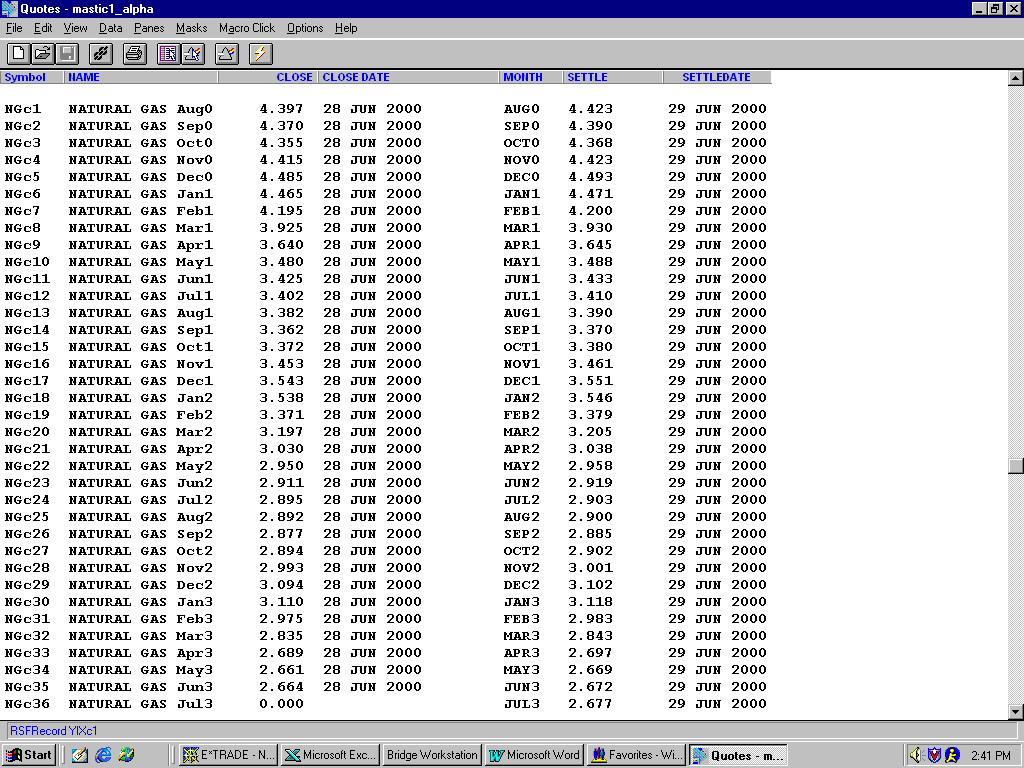 Quotes - mastic1_alpha
File Edit View Data Panes Masks Macro Click Options Help
Symbol NAME CLOSE CLOSE DATE MONTH SETTLE SETTLEDATE
NGc1 NATURAL GAS Aug0 4.397 28 JUN 2000 AUG0 4.423 29 JUN 2000
NGc2 NATURAL GAS Sep0 4.370 28 JUN 2000 SEP0 4.390 29 JUN 2000
NGc3 NATURAL GAS Oct0 4.355 28 JUN 2000 OCT0 4.368 29 JUN 2000
NGc4 NATURAL GAS Nov0 4.415 28 JUN 2000 NOV0 4.423 29 JUN 2000
NGc5 NATURAL GAS Dec0 4.485 28 JUN 2000 DEC0 4.493 29 JUN 2000
NGc6 NATURAL GAS Jan1 4.465 28 JUN 2000 JAN1 4.471 29 JUN 2000
NGc7 NATURAL GAS Feb1 4.195 28 JUN 2000 FEB1 4.200 29 JUN 2000
NGc8 NATURAL GAS Mar1 3.925 28 JUN 2000 MAR1 3.930 29 JUN 2000
NGc9 NATURAL GAS Apr1 3.640 28 JUN 2000 APR1 3.645 29 JUN 2000
NGc10 NATURAL GAS May1 3.480 28 JUN 2000 MAY1 3.488 29 JUN 2000
NGc11 NATURAL GAS Jun1 3.425 28 JUN 2000 JUN1 3.433 29 JUN 2000
NGc12 NATURAL GAS Jul1 3.402 28 JUN 2000 JUL1 3.410 29 JUN 2000
NGc13 NATURAL GAS Aug1 3.382 28 JUN 2000 AUG1 3.390 29 JUN 2000
NGc14 NATURAL GAS Sep1 3.362 28 JUN 2000 SEP1 3.370 29 JUN 2000
NGc15 NATURAL GAS Oct1 3.372 28 JUN 2000 OCT1 3.380 29 JUN 2000
NGc16 NATURAL GAS Nov1 3.453 28 JUN 2000 NOV1 3.461 29 JUN 2000
NGc17 NATURAL GAS Dec1 3.543 28 JUN 2000 DEC1 3.551 29 JUN 2000
NGc18 NATURAL GAS Jan2 3.538 28 JUN 2000 JAN2 3.546 29 JUN 2000
NGc19 NATURAL GAS Feb2 3.371 28 JUN 2000 FEB2 3.379 29 JUN 2000
NGc20 NATURAL GAS Mar2 3.197 28 JUN 2000 MAR2 3.205 29 JUN 2000
NGc21 NATURAL GAS Apr2 3.030 28 JUN 2000 APR2 3.038 29 JUN 2000
NGc22 NATURAL GAS May2 2.950 28 JUN 2000 MAY2 2.958 29 JUN 2000
NGc23 NATURAL GAS Jun2 2.911 28 JUN 2000 JUN2 2.919 29 JUN 2000
NGc24 NATURAL GAS Jul2 2.895 28 JUN 2000 JUL2 2.903 29 JUN 2000
NGc25 NATURAL GAS Aug2 2.892 28 JUN 2000 AUG2 2.900 29 JUN 2000
NGc26 NATURAL GAS Sep2 2.877 28 JUN 2000 SEP2 2.885 29 JUN 2000
NGc27 NATURAL GAS Oct2 2.894 28 JUN 2000 OCT2 2.902 29 JUN 2000
NGc28 NATURAL GAS Nov2 2.993 28 JUN 2000 NOV2 3.001 29 JUN 2000
NGc29 NATURAL GAS Dec2 3.094 28 JUN 2000 DEC2 3.102 29 JUN 2000
NGc30 NATURAL GAS Jan3 3.110 28 JUN 2000 JAN3 3.118 29 JUN 2000
NGc31 NATURAL GAS Feb3 2.975 28 JUN 2000 FEB3 2.983 29 JUN 2000
NGc32 NATURAL GAS Mar3 2.835 28 JUN 2000 MAR3 2.843 29 JUN 2000
NGc33 NATURAL GAS Apr3 2.689 28 JUN 2000 APR3 2.697 29 JUN 2000
NGc34 NATURAL GAS May3 2.661 28 JUN 2000 MAY3 2.669 29 JUN 2000
NGc35 NATURAL GAS Jun3 2.664 28 JUN 2000 JUN3 2.672 29 JUN 2000
NGc36 NATURAL GAS Jul3 0.000 JUL3 2.677 29 JUN 2000
RSFRecord YIXc1
Start E*TRADE - N... Microsoft Exc... Bridge Workstation Microsoft Word Favorites - Wi... Quotes - m... 2:41 PM